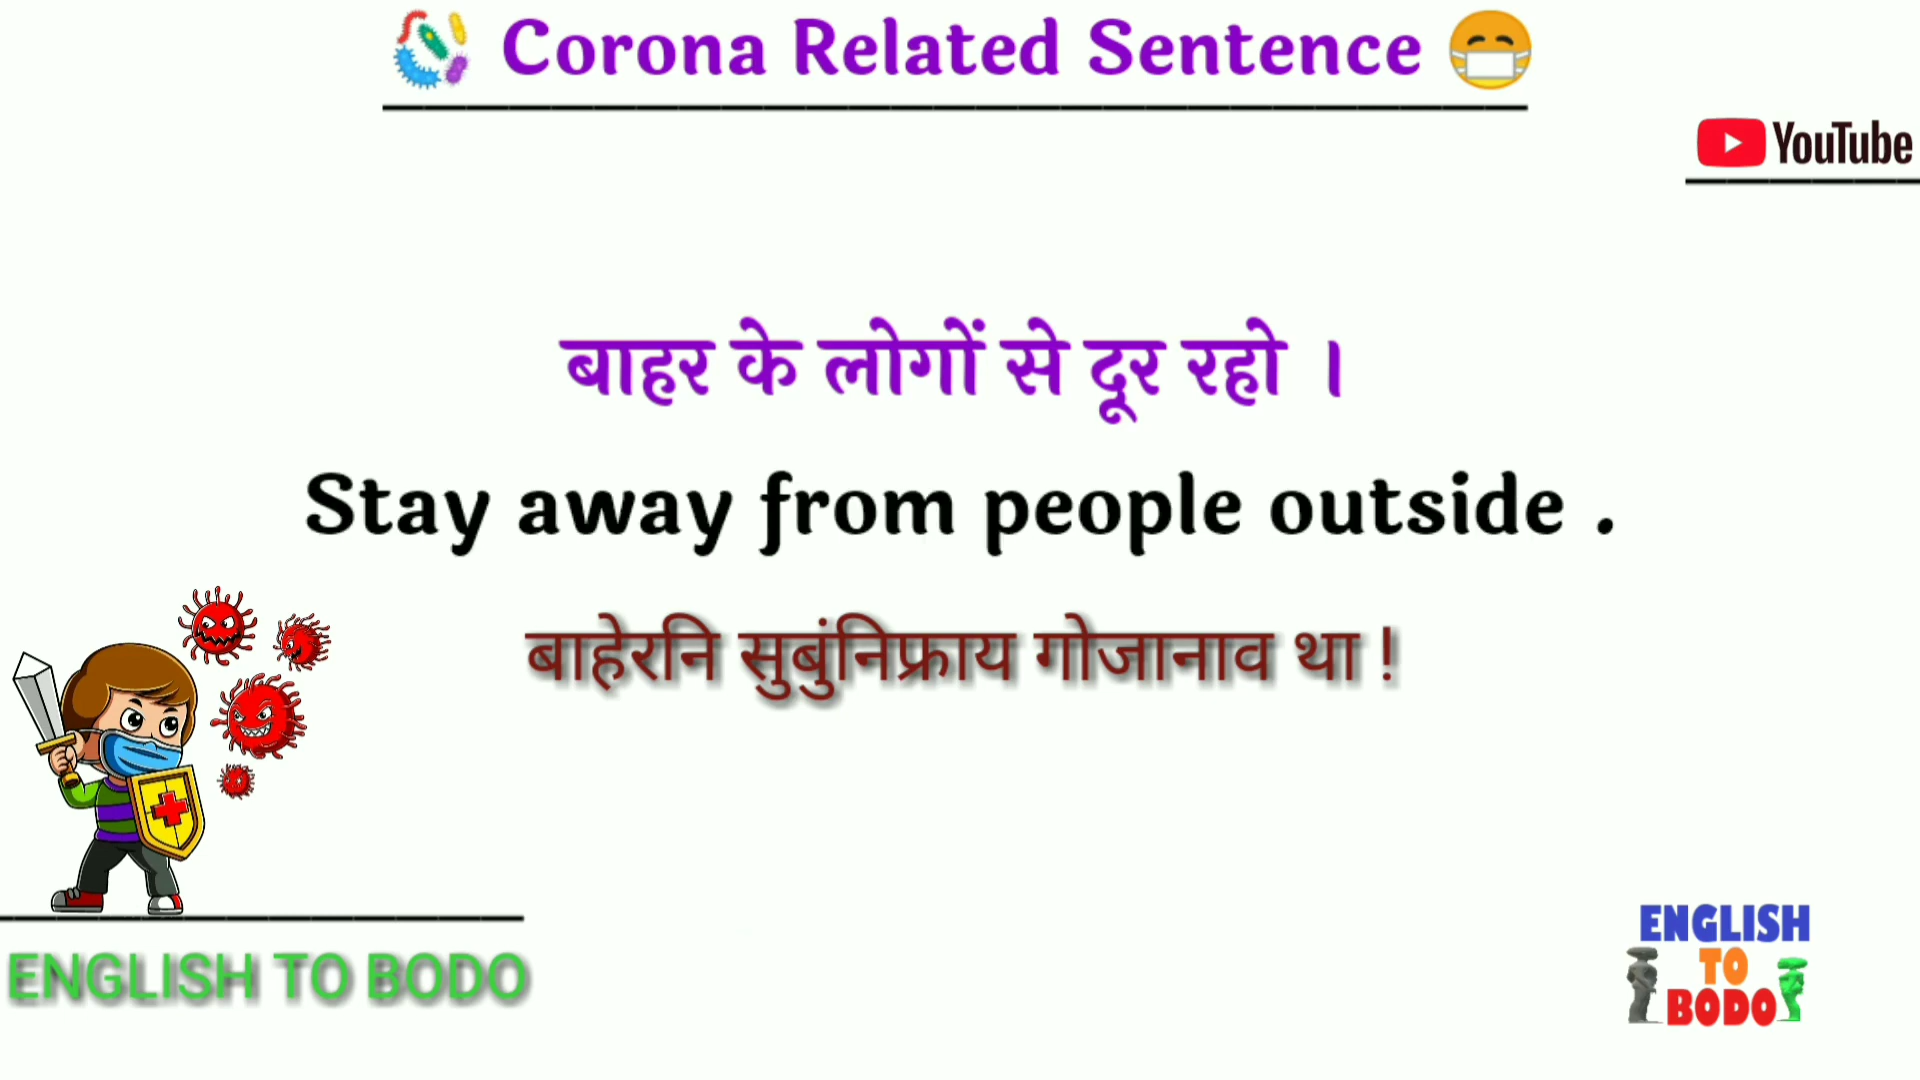 Corona Related Sentence
YouTube
बाहर के लोगों से दूर रहो ।
Stay away from people outside .
बाहेरनि सुबुंनिफ्राय गोजानाव था !
ENGLISH TO BODO
ENGLISH
TO
BODO